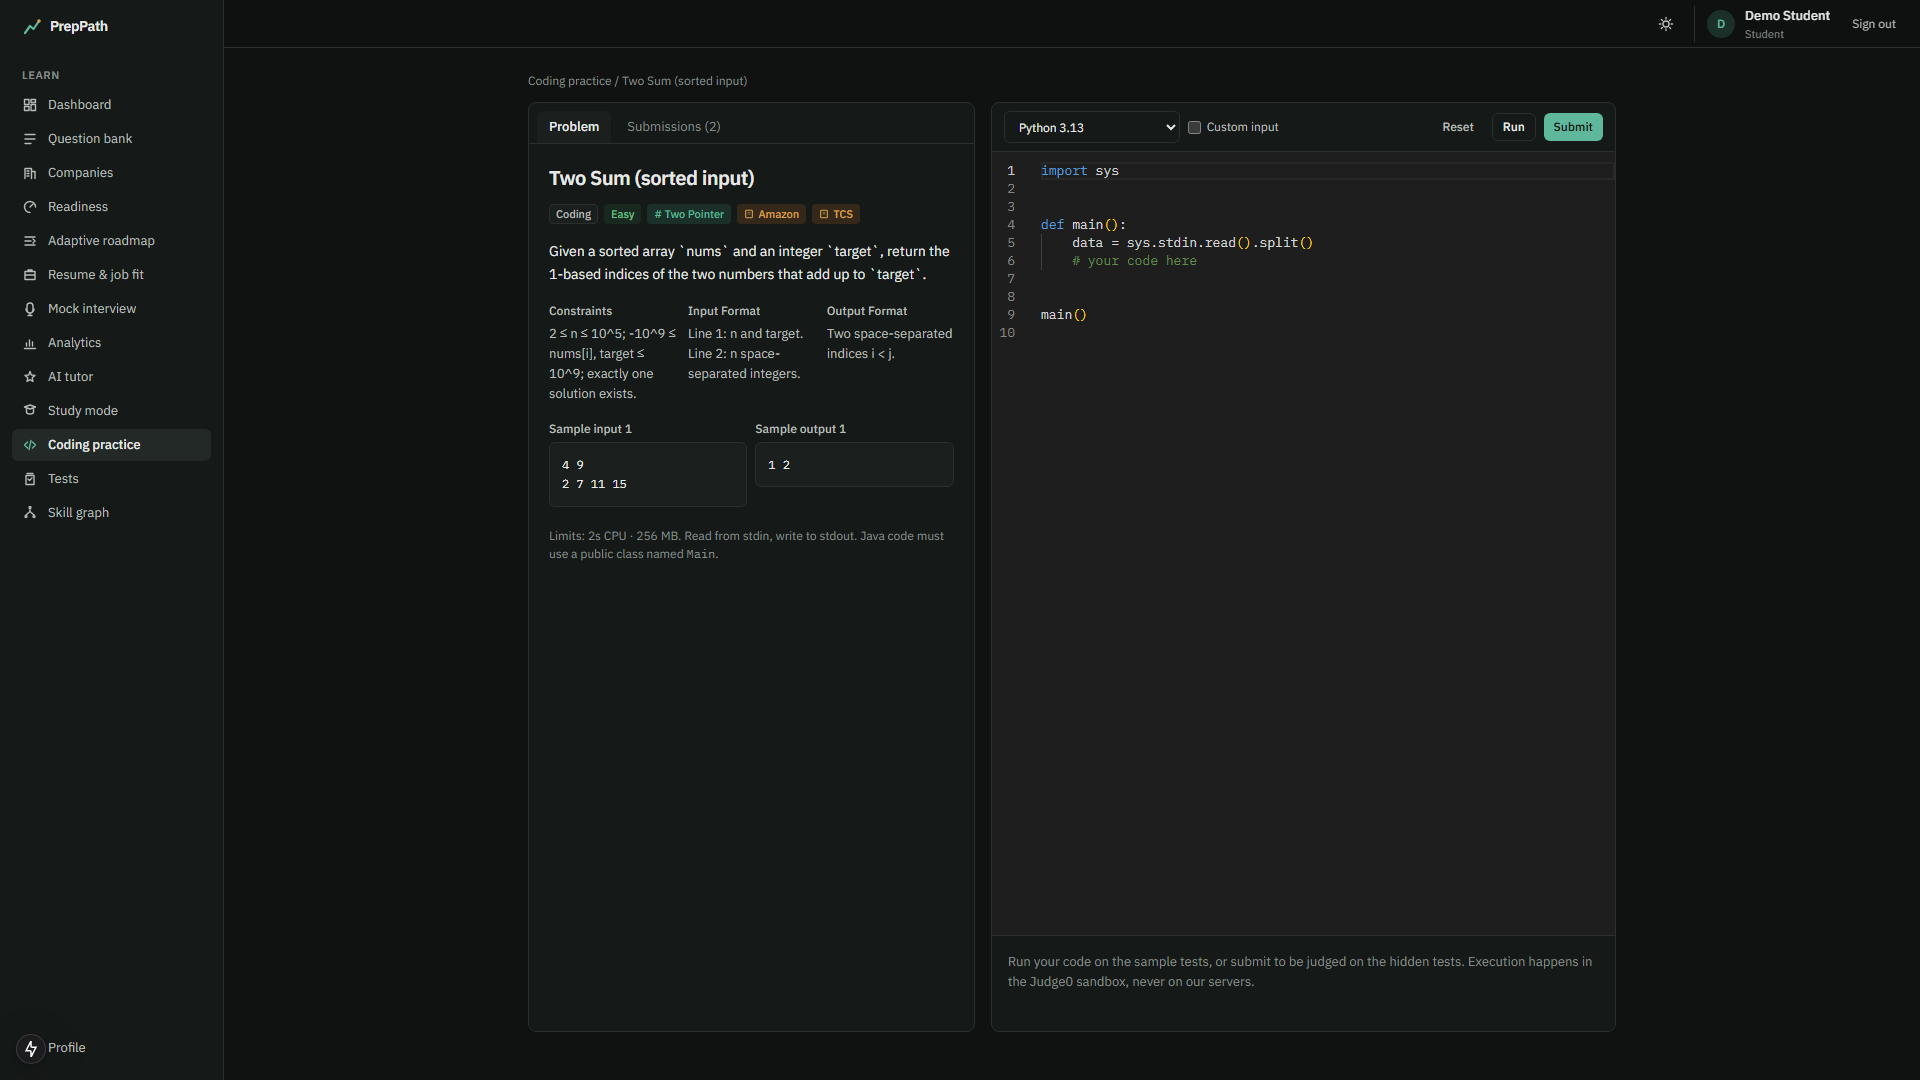 PrepPath
Demo Student
D
Student
Sign out
LEARN
Dashboard
Question bank
Companies
Readiness
Adaptive roadmap
Resume & job fit
Mock interview
Analytics
AI tutor
Study mode
Coding practice
Tests
Skill graph
Profile
Coding practice / Two Sum (sorted input)
Problem
Submissions (2)
Two Sum (sorted input)
Coding
Easy
# Two Pointer
Amazon
TCS
Given a sorted array `nums` and an integer `target`, return the
1-based indices of the two numbers that add up to `target`.
Constraints
2 ≤ n ≤ 10^5; -10^9 ≤
nums[i], target ≤
10^9; exactly one
solution exists.
Input Format
Line 1: n and target.
Line 2: n space-
separated integers.
Output Format
Two space-separated
indices i < j.
Sample input 1
4 9
2 7 11 15
Sample output 1
1 2
Limits: 2s CPU · 256 MB. Read from stdin, write to stdout. Java code must
use a public class named Main.
Python 3.13
Custom input
Reset
Run
Submit
1 import sys
2
3
4 def main():
5     data = sys.stdin.read().split()
6     # your code here
7
8
9 main()
10
Run your code on the sample tests, or submit to be judged on the hidden tests. Execution happens in
the Judge0 sandbox, never on our servers.